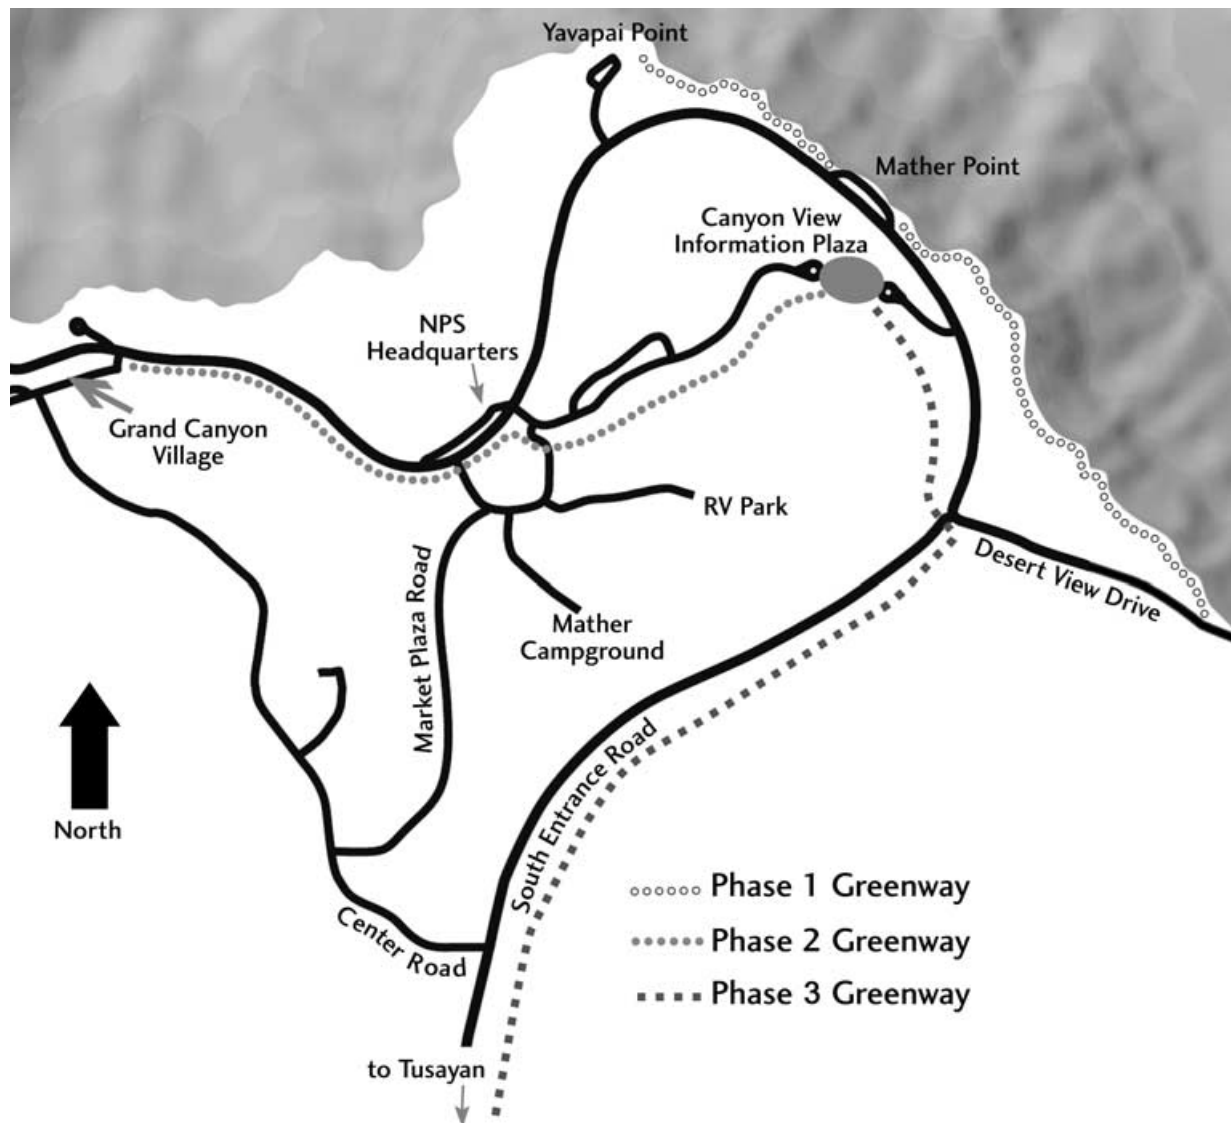 Yavapai Point
Mather Point
Canyon View
Information Plaza
NPS
Headquarters
Grand Canyon
Village
RV Park
Desert View Drive
Market Plaza Road
Mather
Campground
North
South Entrance Road
Center Road
to Tusayan
Phase 1 Greenway
Phase 2 Greenway
Phase 3 Greenway